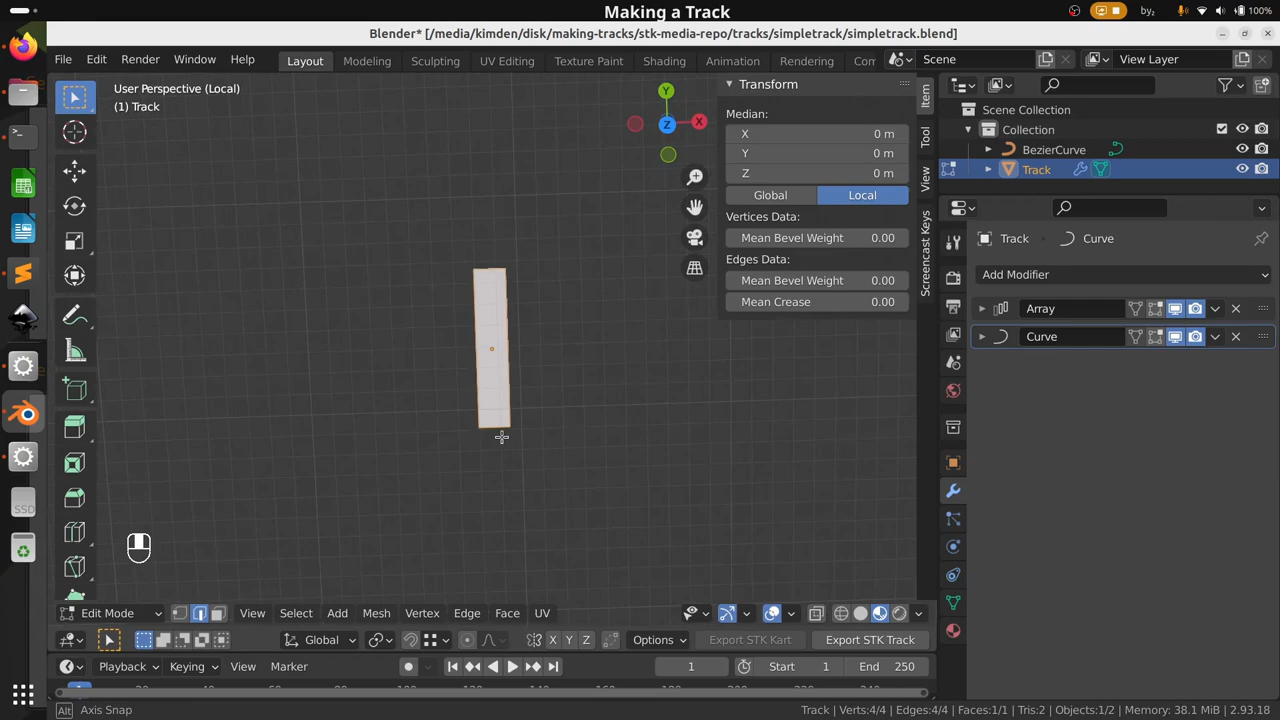 Making a Track
by₂
100%
Blender* [/media/kimden/disk/making-tracks/stk-media-repo/tracks/simpletrack/simpletrack.blend]
File Edit Render Window Help Layout Modeling Sculpting UV Editing Texture Paint Shading Animation Rendering Com Scene View Layer
User Perspective (Local)
(1) Track
Y
X
Z
Transform
Median:
X 0 m
Y 0 m
Z 0 m
Global Local
Vertices Data:
Mean Bevel Weight 0.00
Edges Data:
Mean Bevel Weight 0.00
Mean Crease 0.00
Item
Tool
View
Screencast Keys
Scene Collection
Collection
BezierCurve
Track
Track Curve
Add Modifier
Array
Curve
SSD
Edit Mode View Select Add Mesh Vertex Edge Face UV
Global X Y Z Options Export STK Kart Export STK Track
Playback Keying View Marker 1 Start 1 End 250
Alt Axis Snap
Track | Verts:4/4 | Edges:4/4 | Faces:1/1 | Tris:2 | Objects:1/2 | Memory: 38.1 MiB | 2.93.18